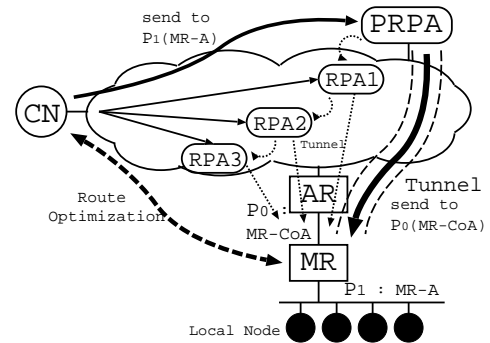 send to
P1(MR-A)
PRPA
RPA1
CN
RPA2
Tunnel
RPA3
AR
Tunnel
Route
Optimization
P0 :
send to
P0(MR-CoA)
MR-CoA
MR
P1 : MR-A
Local Node